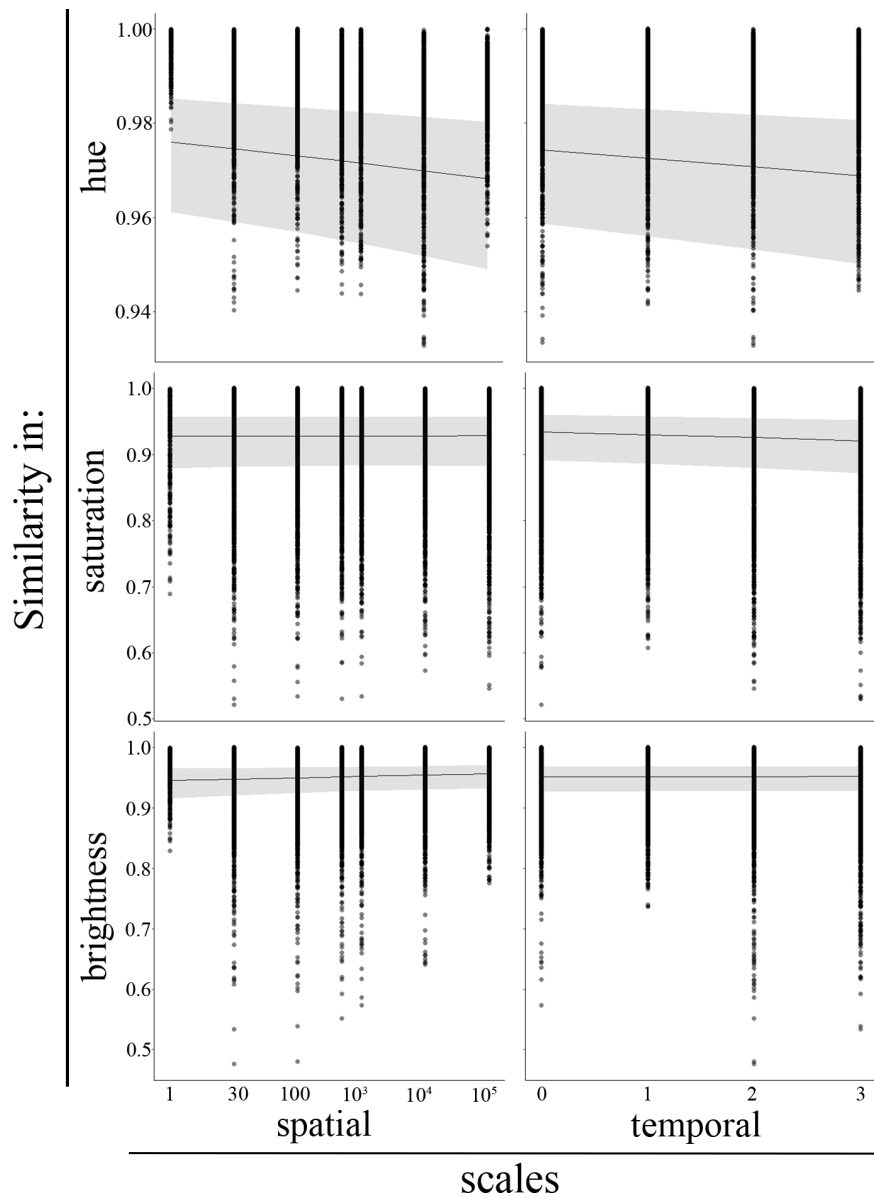 Similarity in:
hue
1.00
0.98
0.96
0.94
saturation
1.0
0.9
0.8
0.7
0.6
0.5
brightness
1.0
0.9
0.8
0.7
0.6
0.5
1 30 100 10³ 10⁴ 10⁵
0 1 2 3
spatial
temporal
scales